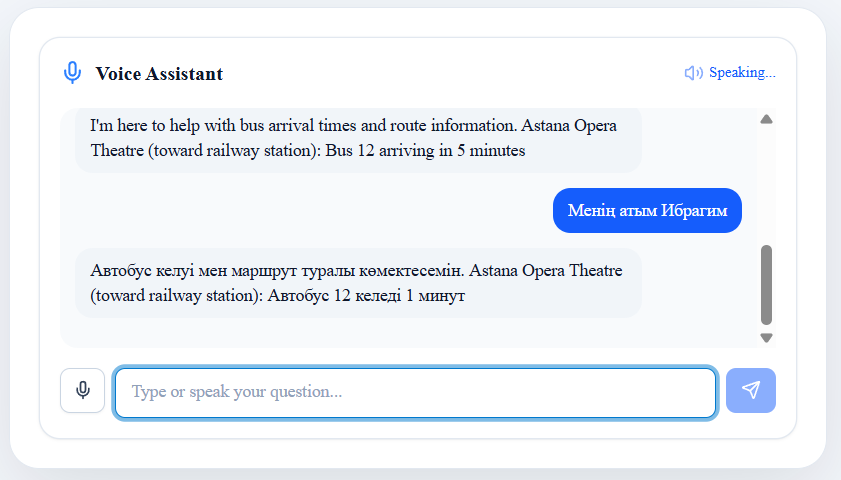 Voice Assistant
Speaking...
I'm here to help with bus arrival times and route information. Astana Opera
Theatre (toward railway station): Bus 12 arriving in 5 minutes
Менің атым Ибрагим
Автобус келуі мен маршрут туралы көмектесемін. Astana Opera Theatre
(toward railway station): Автобус 12 келеді 1 минут
Type or speak your question...